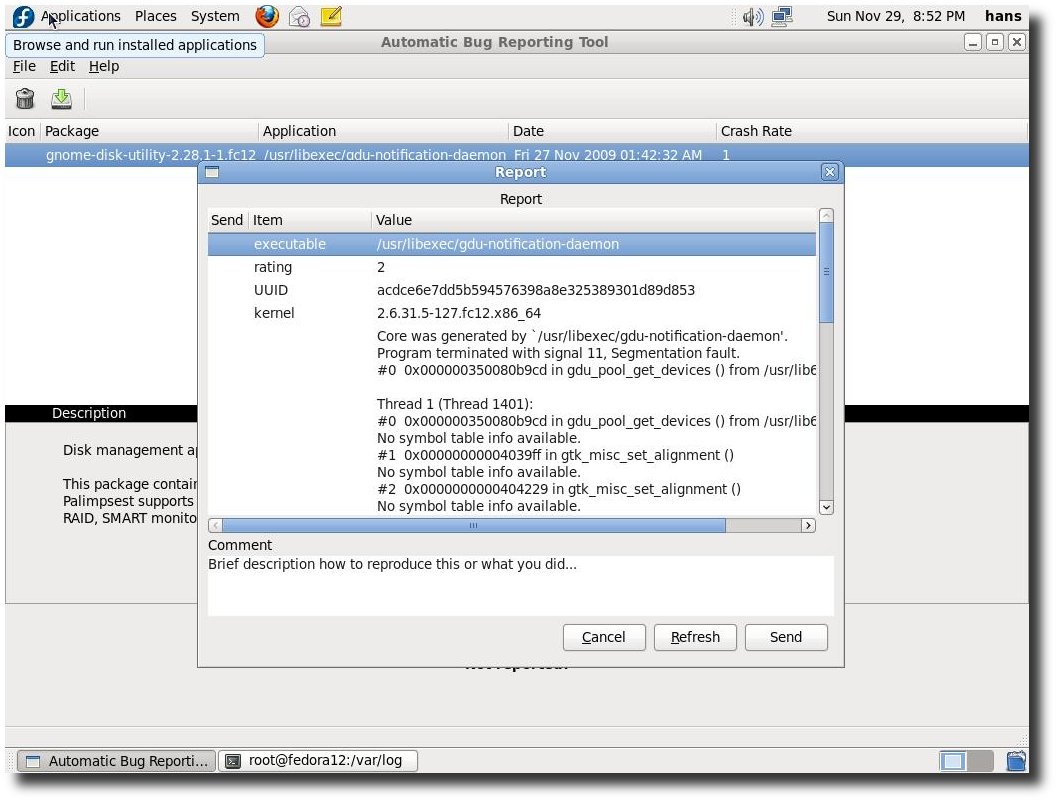 Applications Places System Sun Nov 29, 8:52 PM hans
Browse and run installed applications Automatic Bug Reporting Tool
File Edit Help
Icon Package Application Date Crash Rate
gnome-disk-utility-2.28.1-1.fc12 /usr/libexec/gdu-notification-daemon Fri 27 Nov 2009 01:42:32 AM 1
Report
Report
Send Item Value
executable /usr/libexec/gdu-notification-daemon
rating 2
UUID acdce6e7dd5b594576398a8e325389301d89d853
kernel 2.6.31.5-127.fc12.x86_64
Core was generated by `/usr/libexec/gdu-notification-daemon'.
Program terminated with signal 11, Segmentation fault.
#0 0x000000350080b9cd in gdu_pool_get_devices () from /usr/lib6
Thread 1 (Thread 1401):
#0 0x000000350080b9cd in gdu_pool_get_devices () from /usr/lib6
No symbol table info available.
#1 0x00000000004039ff in gtk_misc_set_alignment ()
No symbol table info available.
#2 0x0000000000404229 in gtk_misc_set_alignment ()
No symbol table info available.
Description
Disk management ap
This package contain
Palimpsest supports
RAID, SMART monito
Comment
Brief description how to reproduce this or what you did...
Cancel Refresh Send
Automatic Bug Reporti... root@fedora12:/var/log